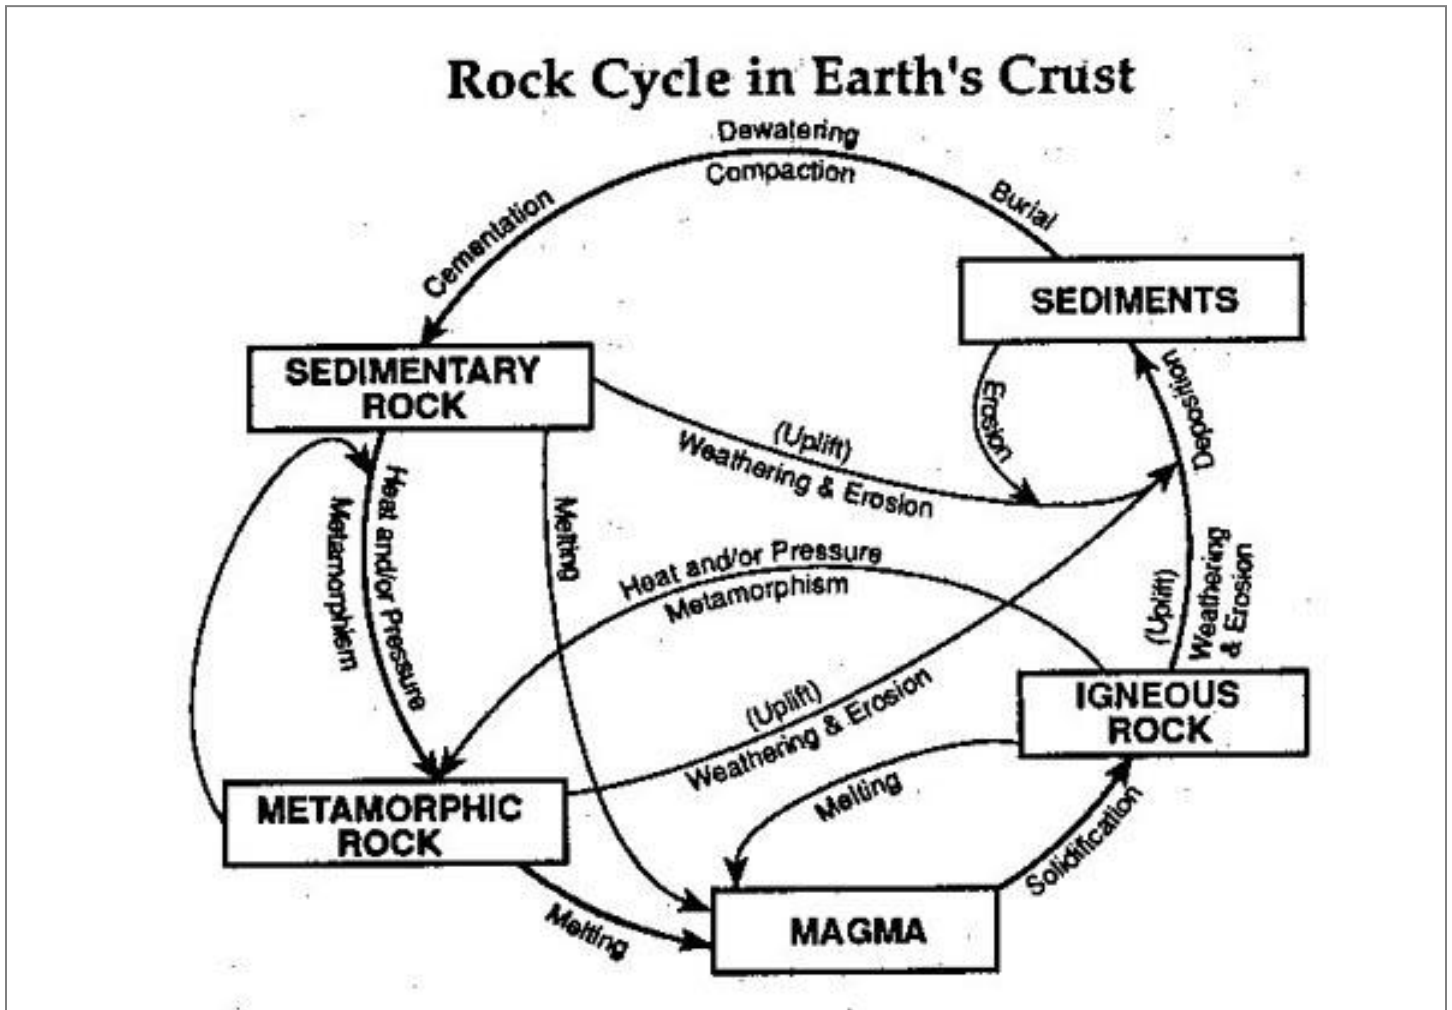 Rock Cycle in Earth's Crust
Dewatering
Compaction
Burial
Cementation
SEDIMENTS
SEDIMENTARY
ROCK
Erosion
Deposition
(Uplift)
Weathering & Erosion
Heat and/or Pressure
Metamorphism
Melting
Heat and/or Pressure
Metamorphism
(Uplift)
Weathering
& Erosion
(Uplift)
Weathering & Erosion
IGNEOUS
ROCK
Melting
METAMORPHIC
ROCK
Solidification
Melting
MAGMA